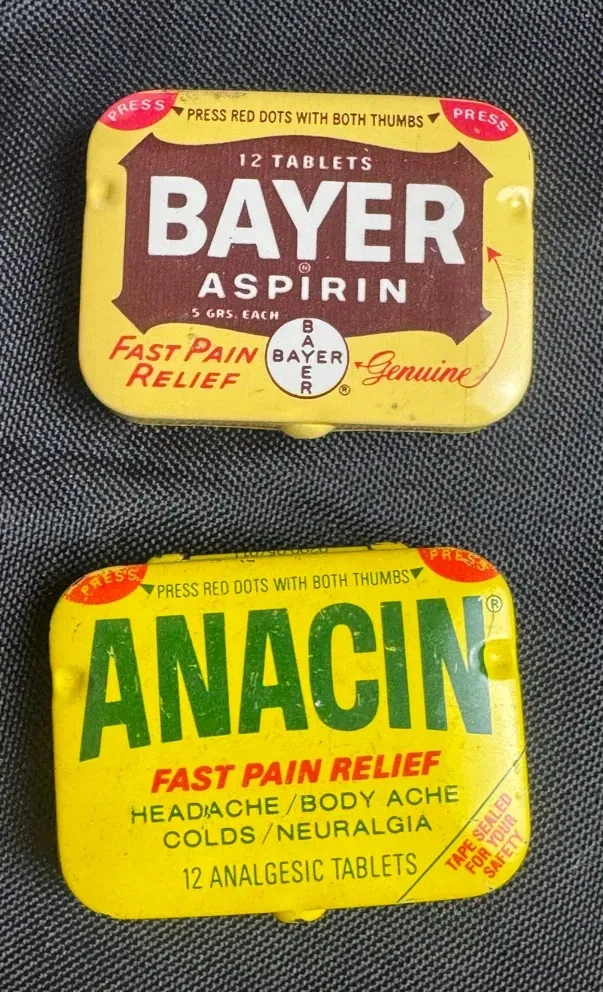 PRESS
PRESS RED DOTS WITH BOTH THUMBS
PRESS
12 TABLETS
BAYER
ASPIRIN
5 GRS. EACH
FAST PAIN
RELIEF
BAYER
BAYER
®
Genuine
PRESS
PRESS RED DOTS WITH BOTH THUMBS
PRESS
ANACIN®
FAST PAIN RELIEF
HEADACHE/BODY ACHE
COLDS/NEURALGIA
12 ANALGESIC TABLETS
TAPE SEALED
FOR YOUR
SAFETY